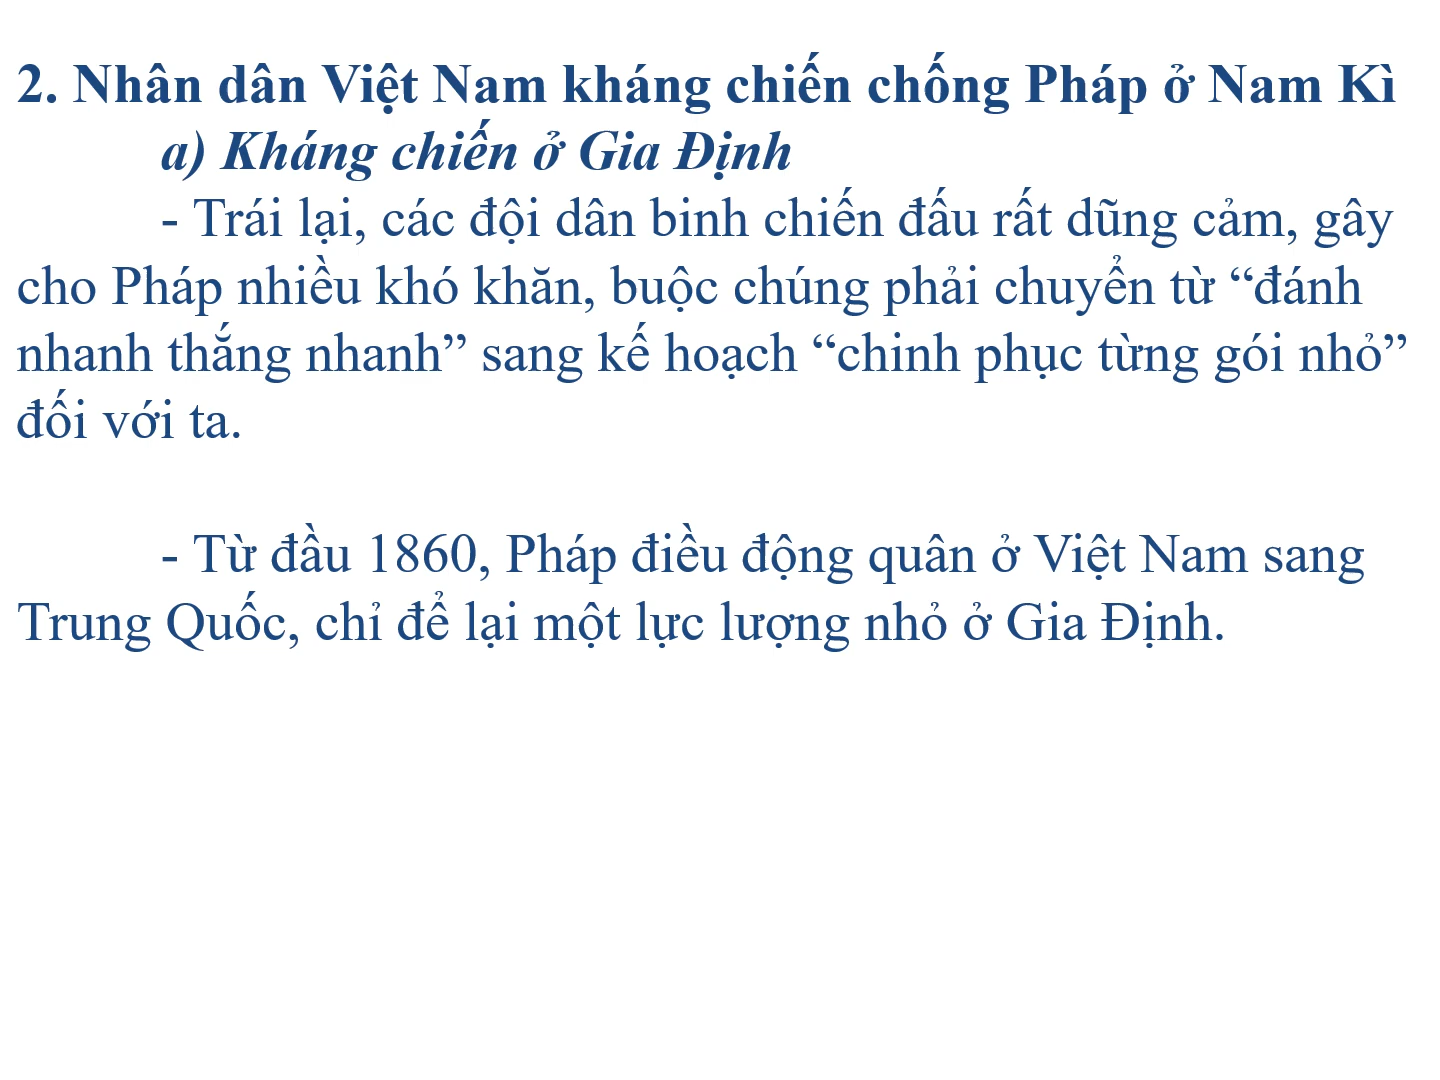 2. Nhân dân Việt Nam kháng chiến chống Pháp ở Nam Kì
a) Kháng chiến ở Gia Định
- Trái lại, các đội dân binh chiến đấu rất dũng cảm, gây
cho Pháp nhiều khó khăn, buộc chúng phải chuyển từ “đánh
nhanh thắng nhanh” sang kế hoạch “chinh phục từng gói nhỏ”
đối với ta.
- Từ đầu 1860, Pháp điều động quân ở Việt Nam sang
Trung Quốc, chỉ để lại một lực lượng nhỏ ở Gia Định.